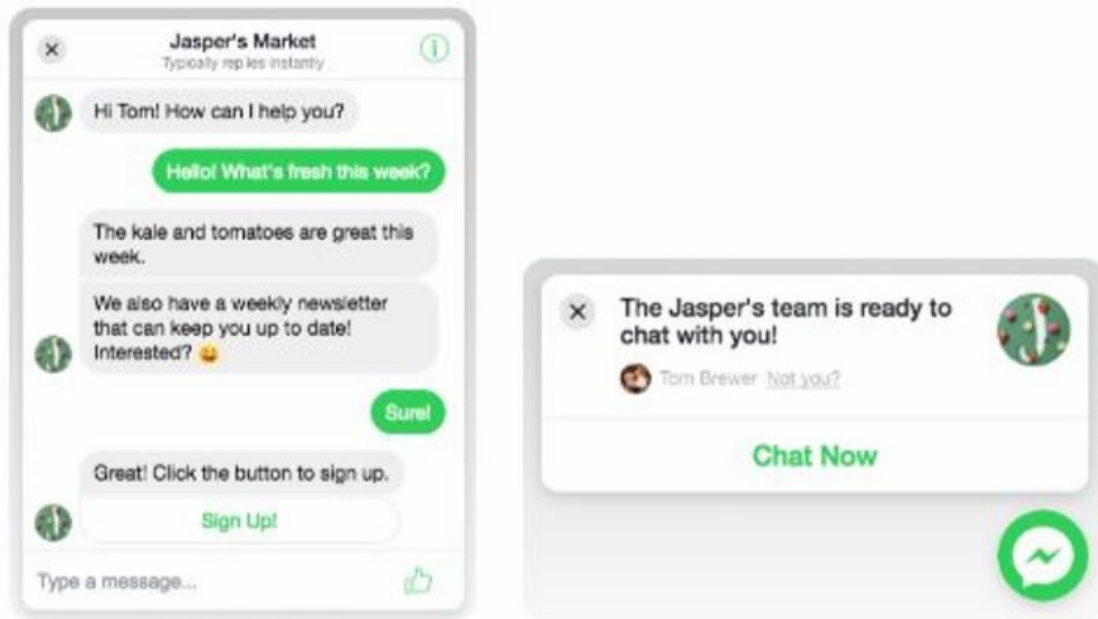 Jasper's Market
Typically replies instantly
Hi Tom! How can I help you?
Hello! What's fresh this week?
The kale and tomatoes are great this
week.
We also have a weekly newsletter
that can keep you up to date!
Interested? 😀
Sure!
Great! Click the button to sign up.
Sign Up!
Type a message...
The Jasper's team is ready to
chat with you!
Tom Brewer Not you?
Chat Now